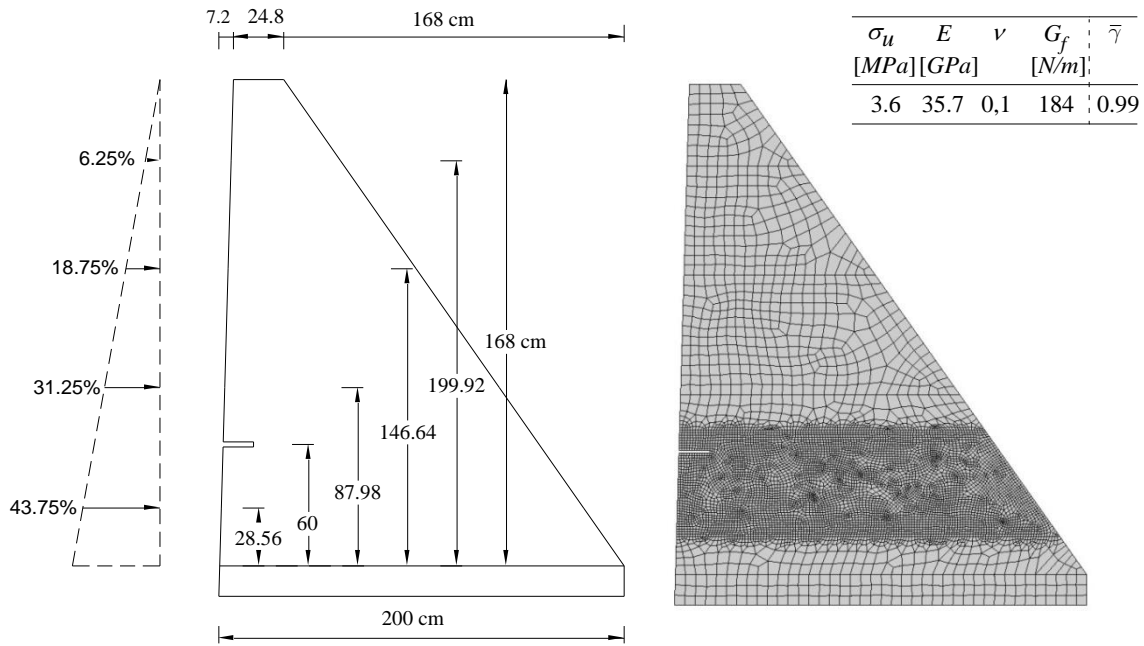 7.2 24.8 168 cm
σu E ν Gf γ̅
[MPa] [GPa] [N/m]
3.6 35.7 0,1 184 0.99
6.25%
18.75%
168 cm
31.25%
199.92
146.64
87.98
43.75%
60
28.56
200 cm